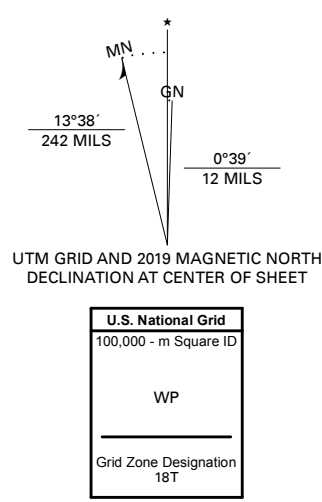 MN
GN
13°38´
242 MILS
0°39´
12 MILS
UTM GRID AND 2019 MAGNETIC NORTH
DECLINATION AT CENTER OF SHEET
U.S. National Grid
100,000 - m Square ID
WP
Grid Zone Designation
18T